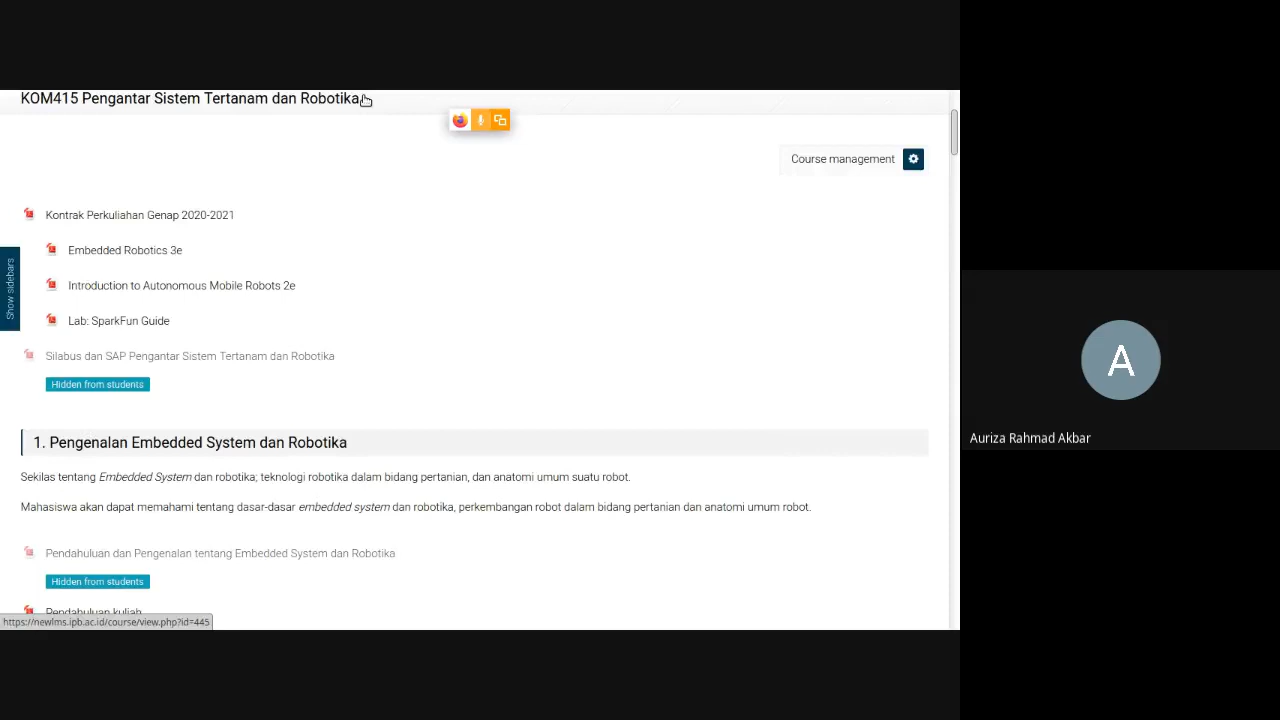 KOM415 Pengantar Sistem Tertanam dan Robotika
Course management
Kontrak Perkuliahan Genap 2020-2021
Embedded Robotics 3e
Introduction to Autonomous Mobile Robots 2e
Lab: SparkFun Guide
Silabus dan SAP Pengantar Sistem Tertanam dan Robotika
Hidden from students
Show sidebars
1. Pengenalan Embedded System dan Robotika
Sekilas tentang Embedded System dan robotika; teknologi robotika dalam bidang pertanian, dan anatomi umum suatu robot.
Mahasiswa akan dapat memahami tentang dasar-dasar embedded system dan robotika, perkembangan robot dalam bidang pertanian dan anatomi umum robot.
Pendahuluan dan Pengenalan tentang Embedded System dan Robotika
Hidden from students
Pendahuluan kuliah
https://newlms.ipb.ac.id/course/view.php?id=445
A
Auriza Rahmad Akbar